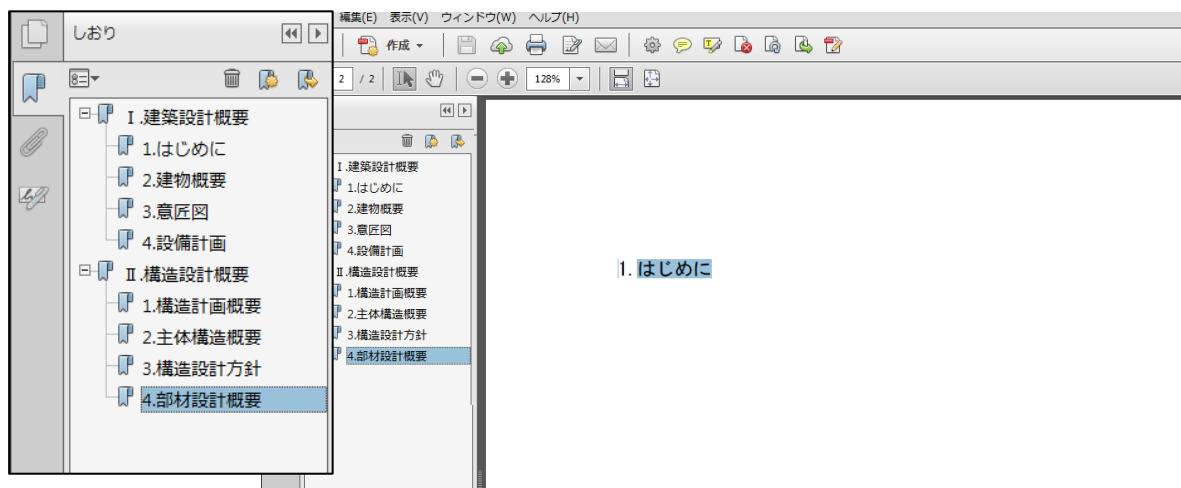 しおり
Ⅰ.建築設計概要
1.はじめに
2.建物概要
3.意匠図
4.設備計画
Ⅱ.構造設計概要
1.構造計画概要
2.主体構造概要
3.構造設計方針
4.部材設計概要
編集(E) 表示(V) ウィンドウ(W) ヘルプ(H)
作成
2 / 2 128%
Ⅰ.建築設計概要
1.はじめに
2.建物概要
3.意匠図
4.設備計画
Ⅱ.構造設計概要
1.構造計画概要
2.主体構造概要
3.構造設計方針
4.部材設計概要
1. はじめに